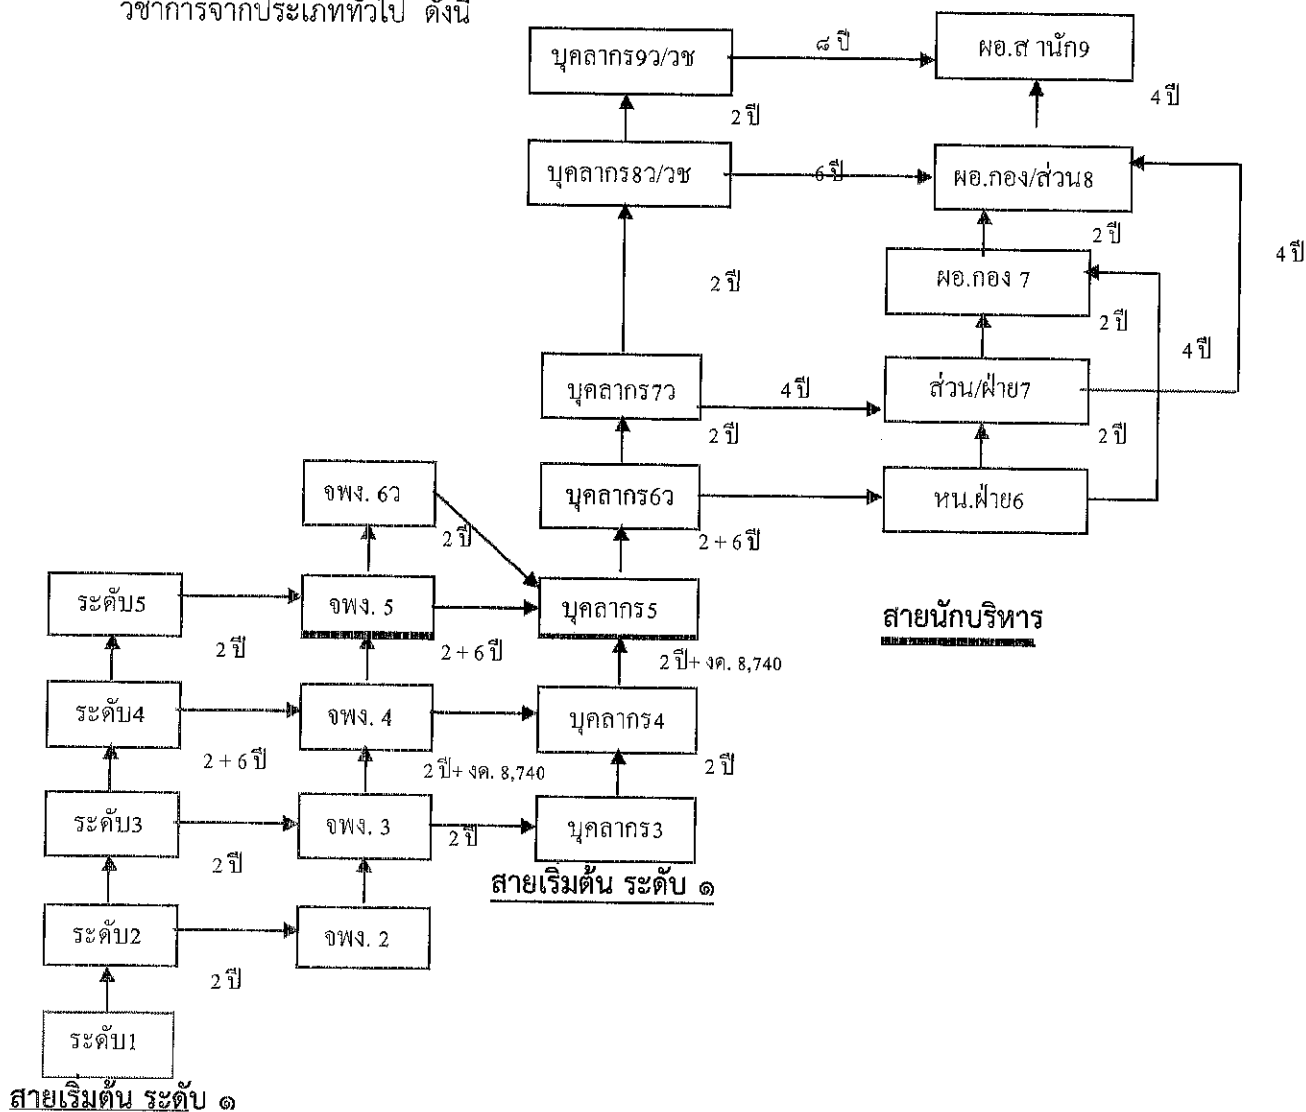 วิชาการจากประเภททั่วไป ดังนี้
บุคลากร9ว/วช
๘ ปี
ผอ.ส านัก9
2 ปี
4 ปี
บุคลากร8ว/วช
6 ปี
ผอ.กอง/ส่วน8
2 ปี
4 ปี
2 ปี
ผอ.กอง 7
2 ปี
4 ปี
บุคลากร7ว
4 ปี
ส่วน/ฝ่าย7
2 ปี
2 ปี
จพง. 6ว
บุคลากร6ว
หน.ฝ่าย6
2 ปี
2 + 6 ปี
ระดับ5
จพง. 5
บุคลากร5
สายนักบริหาร
2 ปี
2 + 6 ปี
2 ปี+ งค. 8,740
ระดับ4
จพง. 4
บุคลากร4
2 + 6 ปี
2 ปี+ งค. 8,740
2 ปี
ระดับ3
จพง. 3
2 ปี
บุคลากร3
2 ปี
สายเริ่มต้น ระดับ ๑
ระดับ2
จพง. 2
2 ปี
ระดับ1
สายเริ่มต้น ระดับ ๑